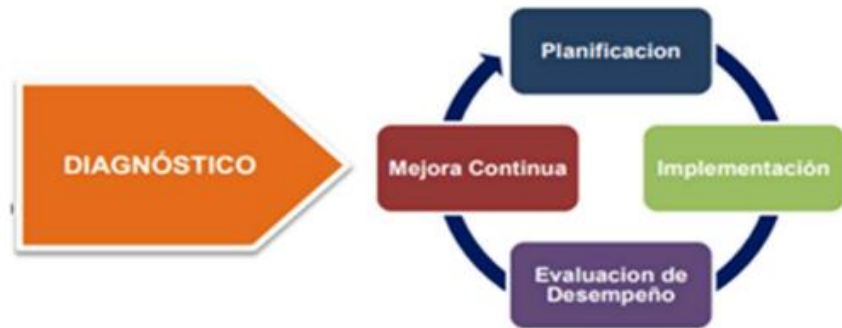 Planificacion
DIAGNÓSTICO
Mejora Continua
Implementación
Evaluacion de
Desempeño